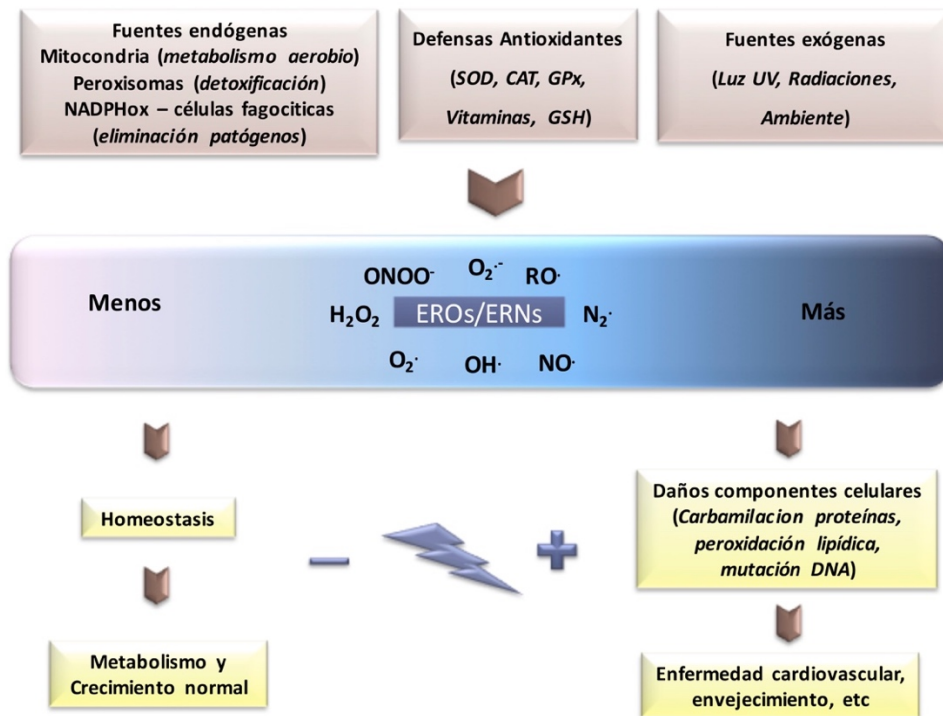 Fuentes endógenas
Mitocondria (metabolismo aerobio)
Peroxisomas (detoxificación)
NADPHox – células fagociticas
(eliminación patógenos)
Defensas Antioxidantes
(SOD, CAT, GPx,
Vitaminas, GSH)
Fuentes exógenas
(Luz UV, Radiaciones,
Ambiente)
Menos
ONOO⁻ O₂·⁻ RO·
H₂O₂ EROs/ERNs N₂·
O₂· OH· NO·
Más
Homeostasis
Metabolismo y
Crecimiento normal
–
+
Daños componentes celulares
(Carbamilacion proteínas,
peroxidación lipídica,
mutación DNA)
Enfermedad cardiovascular,
envejecimiento, etc